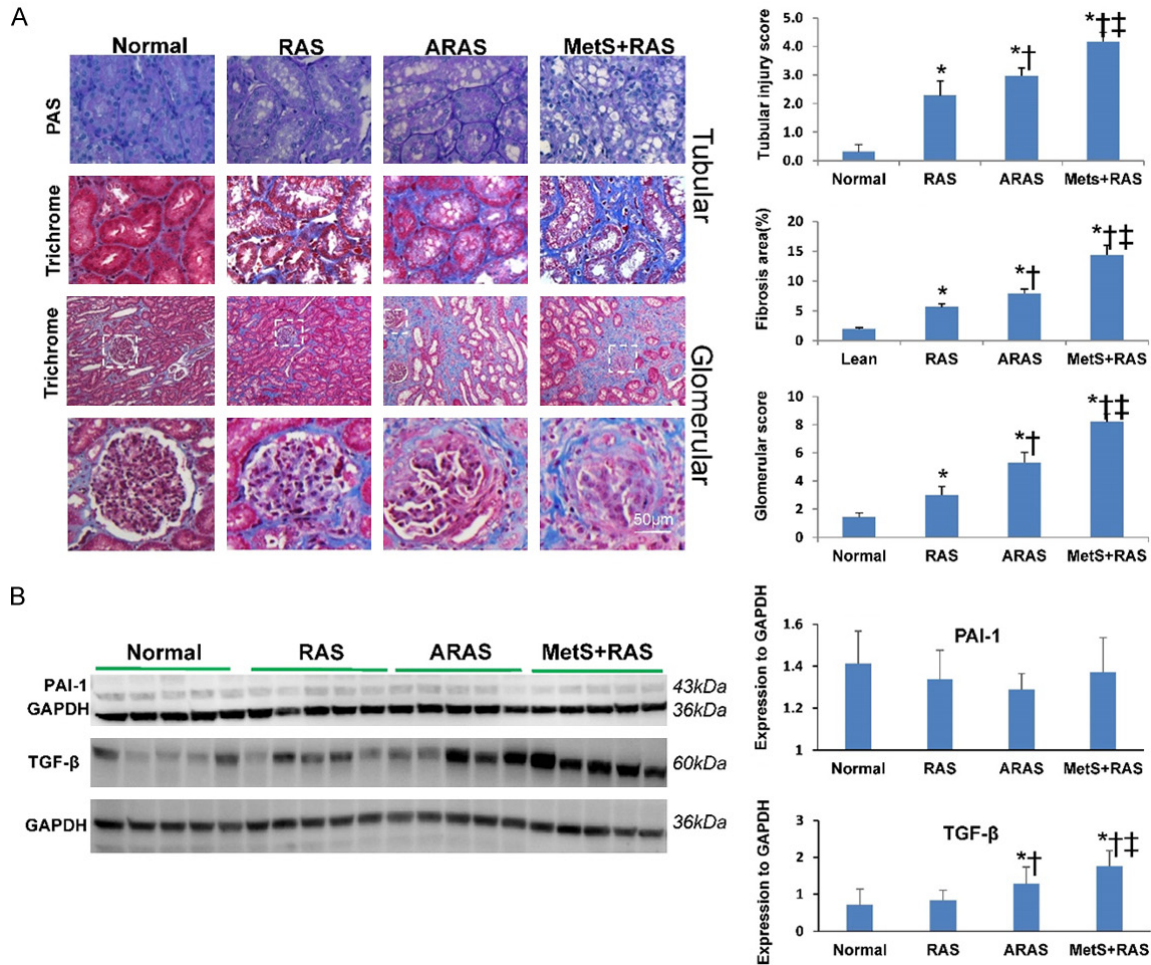 A
Normal RAS ARAS MetS+RAS
PAS
Trichrome
Trichrome
Tubular
Glomerular
50µm
Tubular injury score
5.0
4.0
3.0
2.0
1.0
0.0
*
*†
*†‡
Normal RAS ARAS Mets+RAS
Fibrosis area(%)
20
15
10
5
0
*
*†
*†‡
Lean RAS ARAS MetS+RAS
Glomerular score
10
8
6
4
2
0
*
*†
*†‡
Normal RAS ARAS MetS+RAS
B
Normal RAS ARAS MetS+RAS
PAI-1 43kDa
GAPDH 36kDa
TGF-β 60kDa
GAPDH 36kDa
Expression to GAPDH
PAI-1
1.6
1.4
1.2
1
Normal RAS ARAS MetS+RAS
Expression to GAPDH
TGF-β
3
2
1
0
*†
*†‡
Normal RAS ARAS MetS+RAS